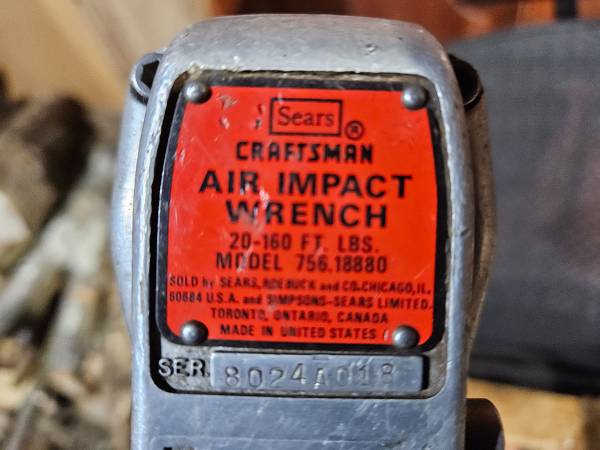 Sears®
CRAFTSMAN
AIR IMPACT
WRENCH
20-160 FT. LBS.
MODEL 756.18880
SOLD by SEARS, ROEBUCK and CO.-CHICAGO, IL.
60684 U.S.A. and SIMPSONS-SEARS LIMITED.
TORONTO, ONTARIO, CANADA
MADE IN UNITED STATES
SER. 8024A018